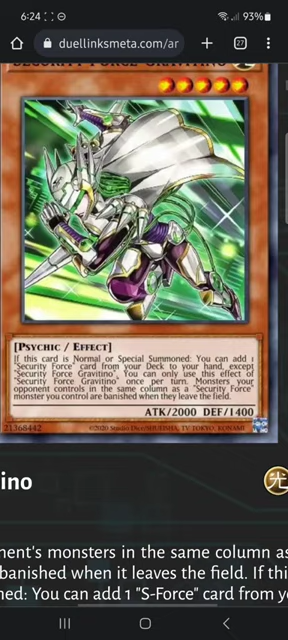 6:24
93%
duellinksmeta.com/ar
27
SECURITY FORCE GRAVITINO
[PSYCHIC / EFFECT]
If this card is Normal or Special Summoned: You can add 1
"Security Force" card from your Deck to your hand, except
"Security Force Gravitino". You can only use this effect of
"Security Force Gravitino" once per turn. Monsters your
opponent controls in the same column as a "Security Force"
monster you control are banished when they leave the field.
ATK/2000 DEF/1400
21368442
©2020 Studio Dice/SHUEISHA, TV TOKYO, KONAMI
ino
光
nent's monsters in the same column as
banished when it leaves the field. If thi
ned: You can add 1 "S-Force" card from yo